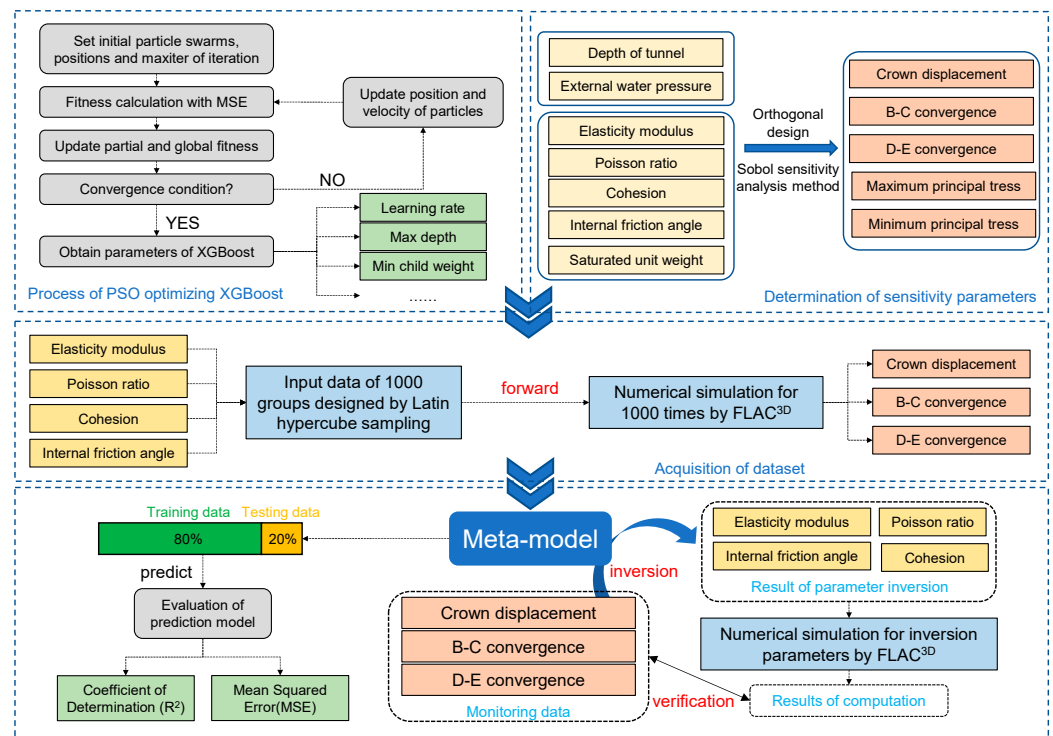 Set initial particle swarms,
positions and maxiter of iteration
Fitness calculation with MSE
Update partial and global fitness
Convergence condition?
NO
Update position and
velocity of particles
YES
Obtain parameters of XGBoost
Learning rate
Max depth
Min child weight
......
Process of PSO optimizing XGBoost
Depth of tunnel
External water pressure
Elasticity modulus
Poisson ratio
Cohesion
Internal friction angle
Saturated unit weight
Orthogonal
design
Sobol sensitivity
analysis method
Crown displacement
B-C convergence
D-E convergence
Maximum principal tress
Minimum principal tress
Determination of sensitivity parameters
Elasticity modulus
Poisson ratio
Cohesion
Internal friction angle
Input data of 1000
groups designed by Latin
hypercube sampling
forward
Numerical simulation for
1000 times by FLAC3D
Crown displacement
B-C convergence
D-E convergence
Acquisition of dataset
Training data Testing data
80% 20%
predict
Evaluation of
prediction model
Coefficient of
Determination (R2)
Mean Squared
Error(MSE)
Meta-model
inversion
Crown displacement
B-C convergence
D-E convergence
Monitoring data
Elasticity modulus
Poisson ratio
Internal friction angle
Cohesion
Result of parameter inversion
Numerical simulation for inversion
parameters by FLAC3D
verification
Results of computation